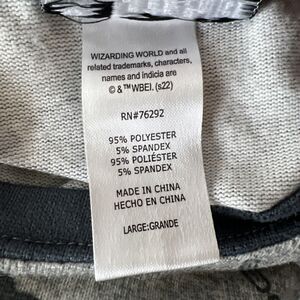 WIZARDING WORLD and all
related trademarks, characters,
names and indicia are
© & ™WBEI. (s22)
RN#76292
95% POLYESTER
5% SPANDEX
95% POLIÉSTER
5% SPANDEX
MADE IN CHINA
HECHO EN CHINA
LARGE:GRANDE